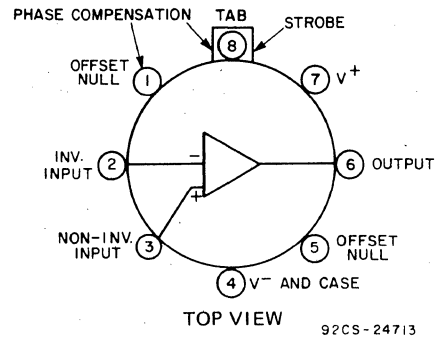 PHASE COMPENSATION
TAB
STROBE
8
OFFSET
NULL
1
7
V+
INV.
INPUT
2
-
6
OUTPUT
+
NON-INV.
INPUT
3
5
OFFSET
NULL
4
V- AND CASE
TOP VIEW
92CS-24713